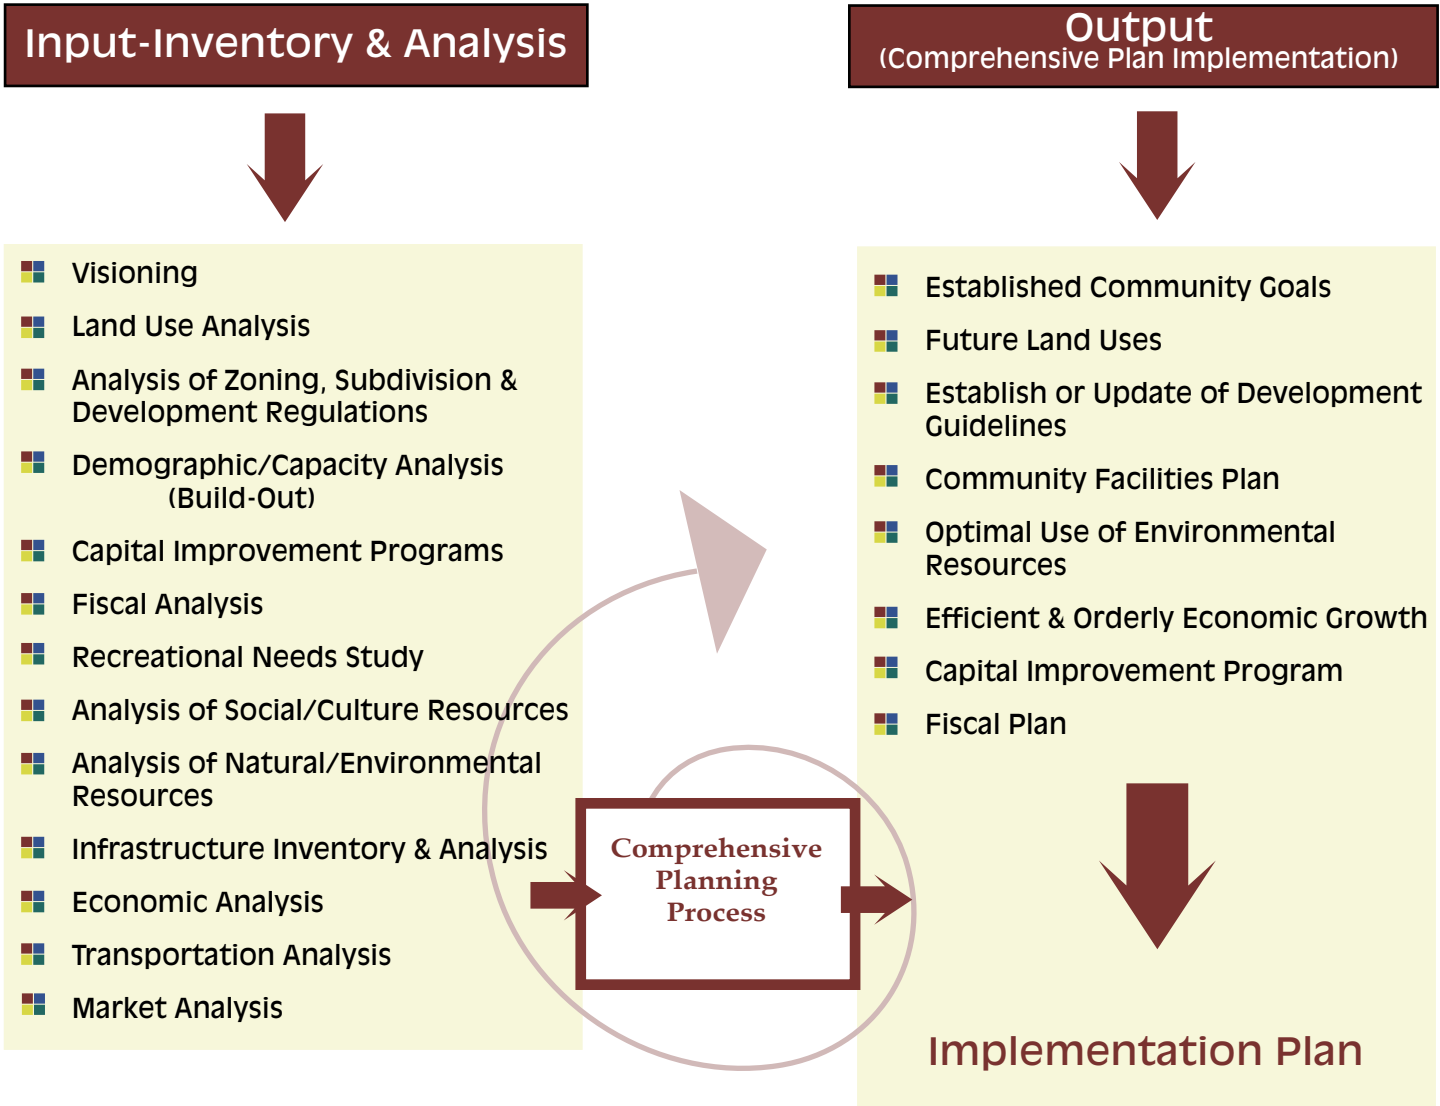 Input-Inventory & Analysis
Visioning
Land Use Analysis
Analysis of Zoning, Subdivision &
Development Regulations
Demographic/Capacity Analysis
(Build-Out)
Capital Improvement Programs
Fiscal Analysis
Recreational Needs Study
Analysis of Social/Culture Resources
Analysis of Natural/Environmental
Resources
Infrastructure Inventory & Analysis
Economic Analysis
Transportation Analysis
Market Analysis
Comprehensive
Planning
Process
Output
(Comprehensive Plan Implementation)
Established Community Goals
Future Land Uses
Establish or Update of Development
Guidelines
Community Facilities Plan
Optimal Use of Environmental
Resources
Efficient & Orderly Economic Growth
Capital Improvement Program
Fiscal Plan
Implementation Plan